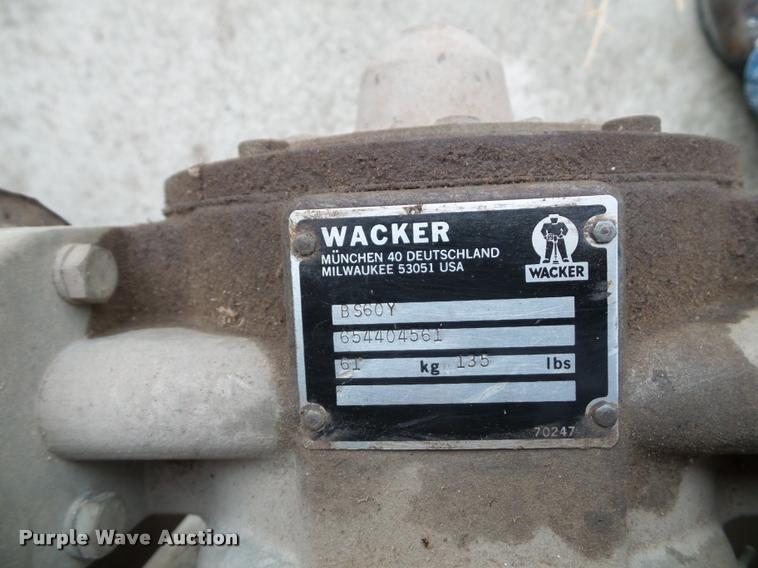 WACKER
MÜNCHEN 40 DEUTSCHLAND
MILWAUKEE 53051 USA
WACKER
BS60Y
654404561
61 kg 135 lbs
70247
Purple Wave Auction